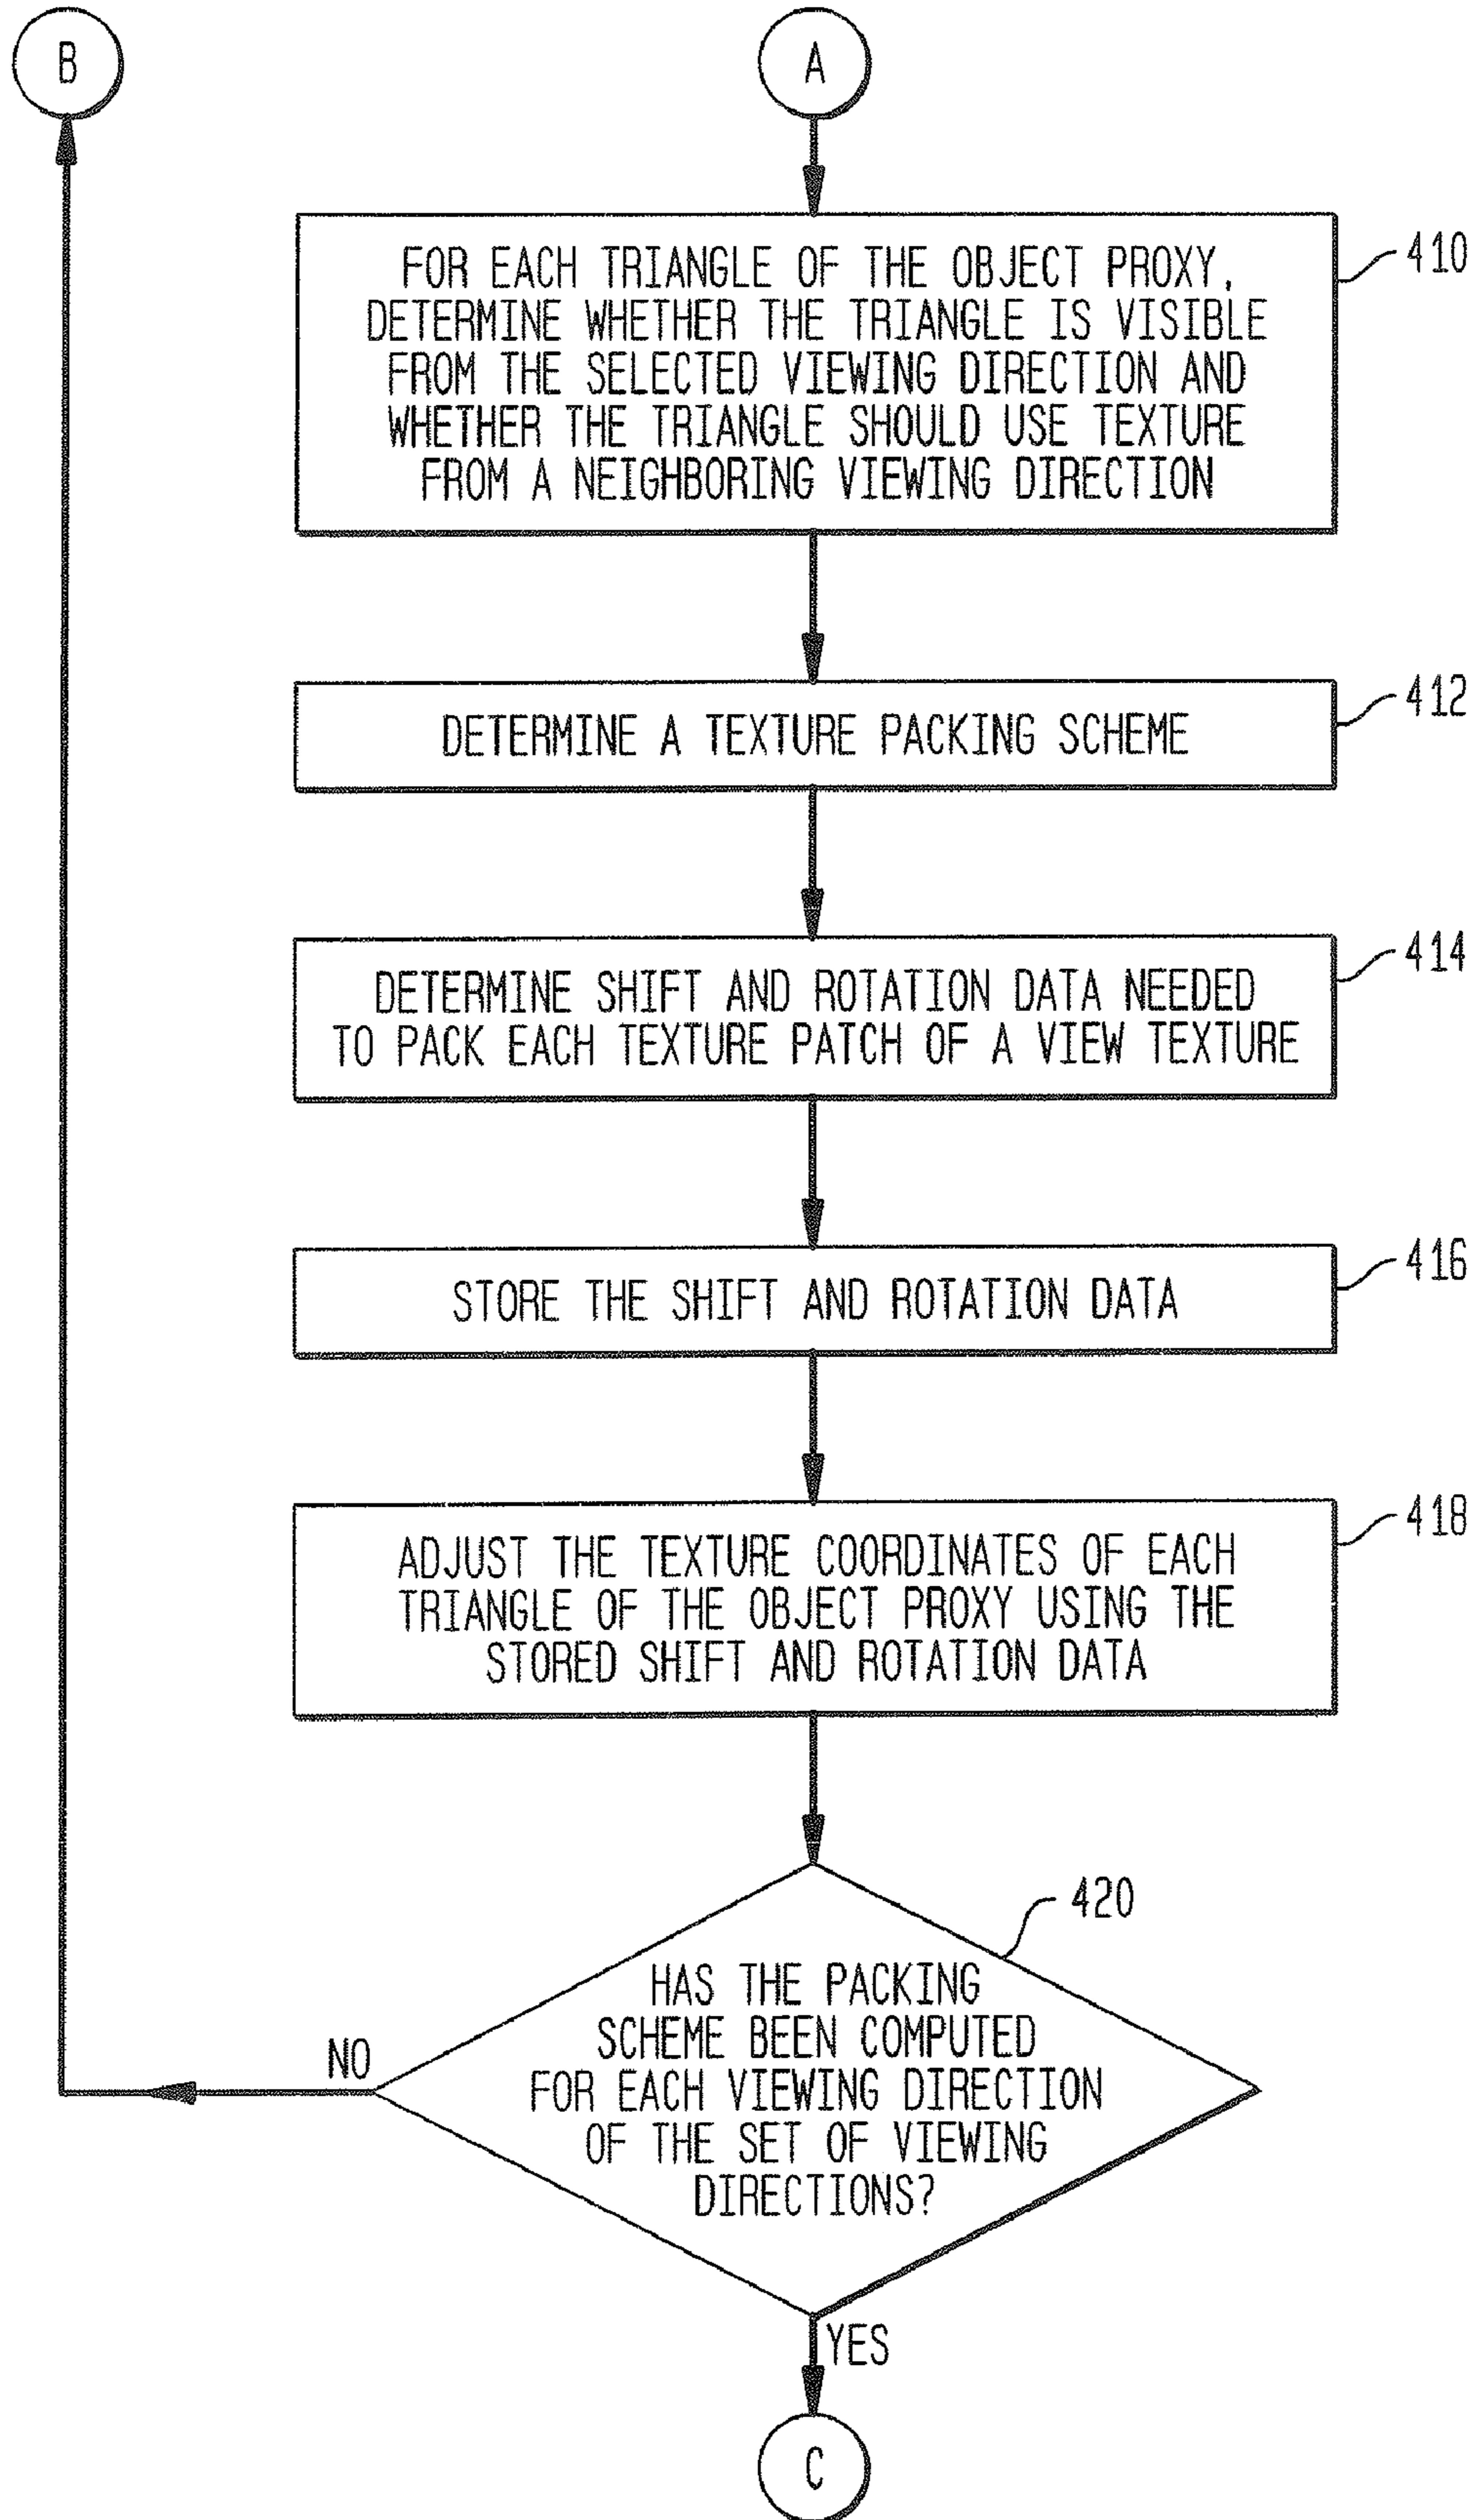 B
A
FOR EACH TRIANGLE OF THE OBJECT PROXY,
DETERMINE WHETHER THE TRIANGLE IS VISIBLE
FROM THE SELECTED VIEWING DIRECTION AND
WHETHER THE TRIANGLE SHOULD USE TEXTURE
FROM A NEIGHBORING VIEWING DIRECTION
410
DETERMINE A TEXTURE PACKING SCHEME
412
DETERMINE SHIFT AND ROTATION DATA NEEDED
TO PACK EACH TEXTURE PATCH OF A VIEW TEXTURE
414
STORE THE SHIFT AND ROTATION DATA
416
ADJUST THE TEXTURE COORDINATES OF EACH
TRIANGLE OF THE OBJECT PROXY USING THE
STORED SHIFT AND ROTATION DATA
418
420
HAS THE PACKING
SCHEME BEEN COMPUTED
FOR EACH VIEWING DIRECTION
OF THE SET OF VIEWING
DIRECTIONS?
NO
YES
C